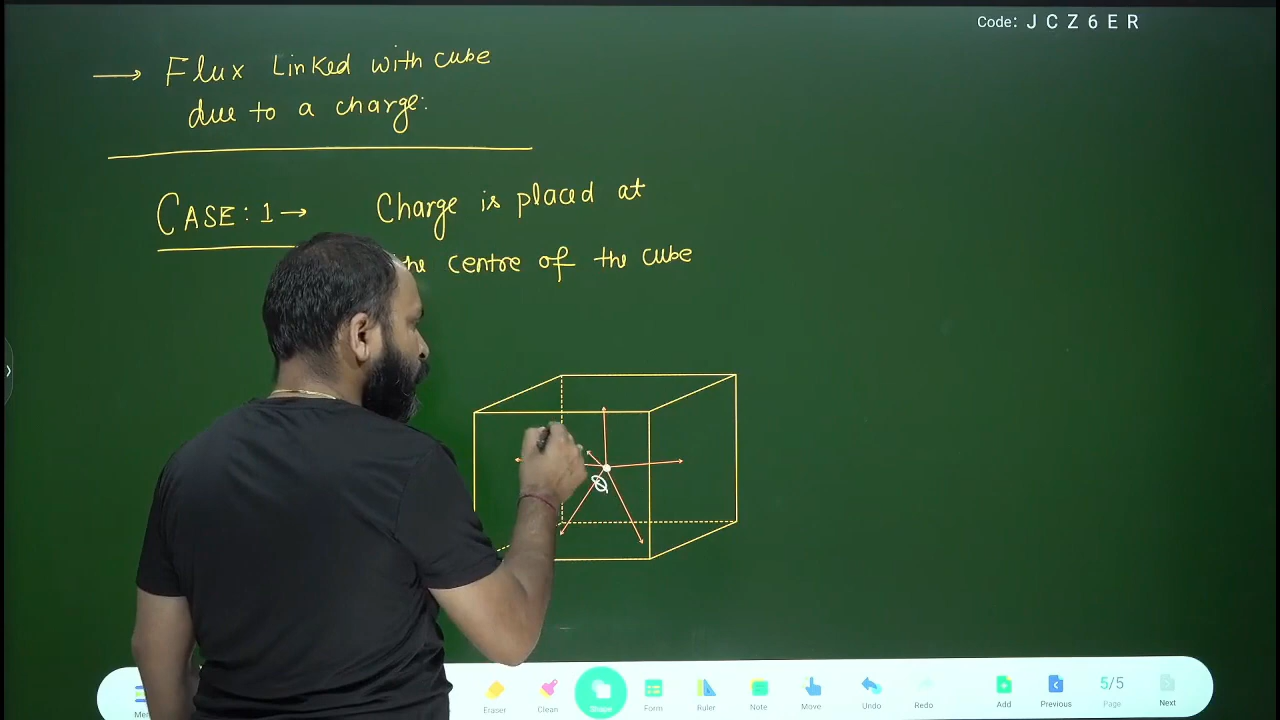 Code: J C Z 6 E R
→ Flux Linked with cube
due to a charge:
CASE: 1 → Charge is placed at
the centre of the cube
Q
Eraser Clean Shape Form Ruler Note Move Undo Redo Add Previous 5/5 Page Next